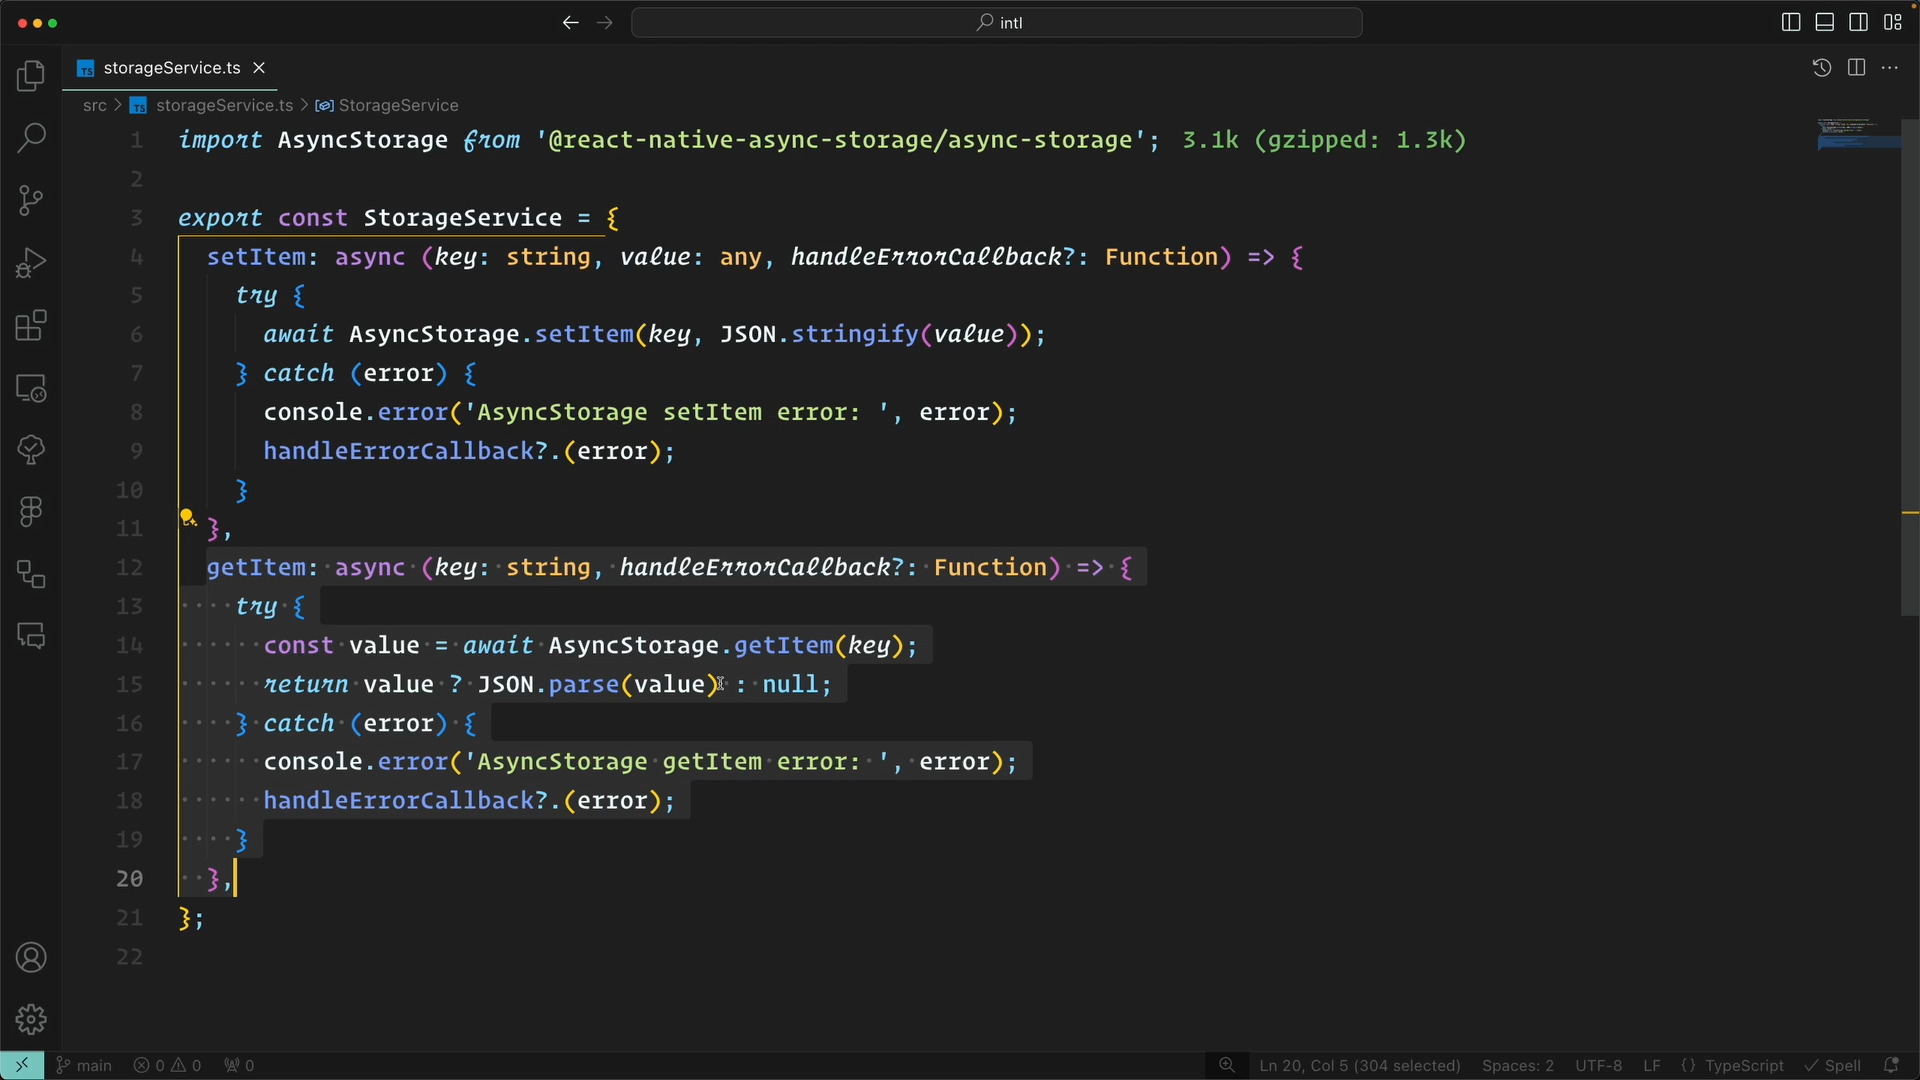 intl
TS storageService.ts
src > TS storageService.ts > StorageService
1 import AsyncStorage from '@react-native-async-storage/async-storage'; 3.1k (gzipped: 1.3k)
2
3 export const StorageService = {
4 setItem: async (key: string, value: any, handleErrorCallback?: Function) => {
5 try {
6 await AsyncStorage.setItem(key, JSON.stringify(value));
7 } catch (error) {
8 console.error('AsyncStorage setItem error: ', error);
9 handleErrorCallback?.(error);
10 }
11 },
12 getItem: async (key: string, handleErrorCallback?: Function) => {
13 try {
14 const value = await AsyncStorage.getItem(key);
15 return value ? JSON.parse(value) : null;
16 } catch (error) {
17 console.error('AsyncStorage getItem error: ', error);
18 handleErrorCallback?.(error);
19 }
20 },
21 };
22
main 0 0 0 Ln 20, Col 5 (304 selected) Spaces: 2 UTF-8 LF {} TypeScript Spell